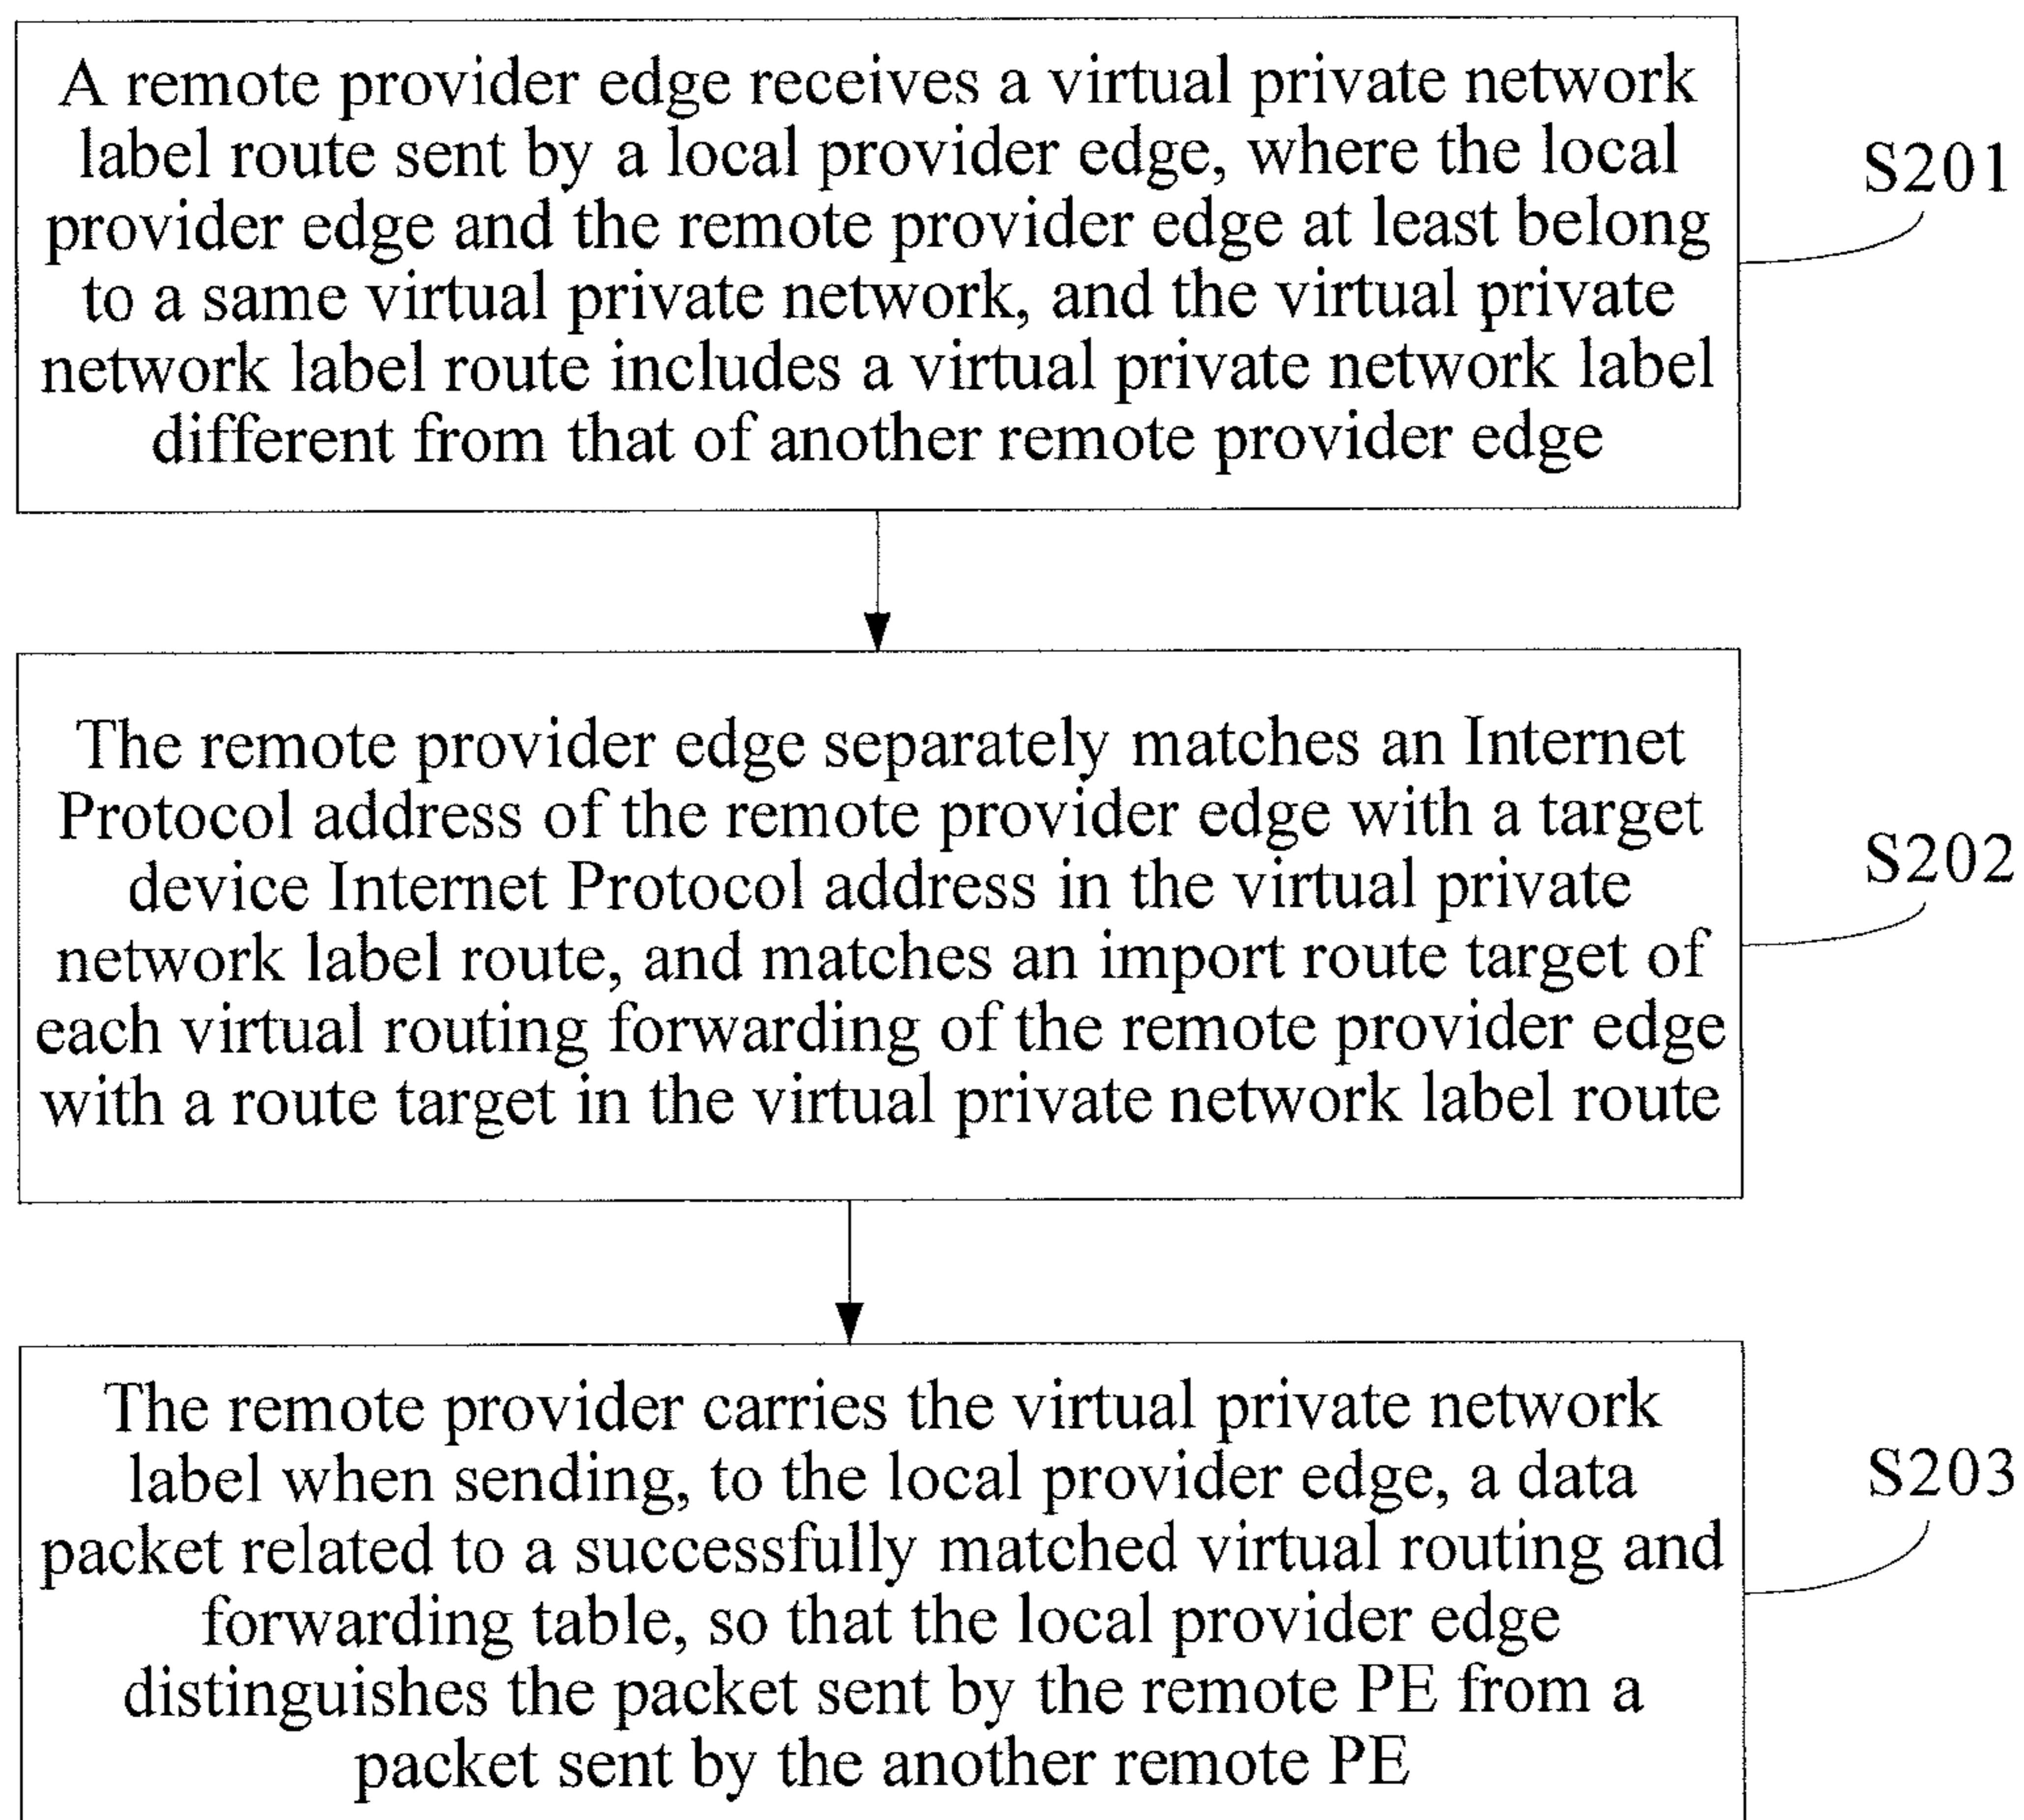 A remote provider edge receives a virtual private network
label route sent by a local provider edge, where the local
provider edge and the remote provider edge at least belong
to a same virtual private network, and the virtual private
network label route includes a virtual private network label
different from that of another remote provider edge
S201
The remote provider edge separately matches an Internet
Protocol address of the remote provider edge with a target
device Internet Protocol address in the virtual private
network label route, and matches an import route target of
each virtual routing forwarding of the remote provider edge
with a route target in the virtual private network label route
S202
The remote provider carries the virtual private network
label when sending, to the local provider edge, a data
packet related to a successfully matched virtual routing and
forwarding table, so that the local provider edge
distinguishes the packet sent by the remote PE from a
packet sent by the another remote PE
S203